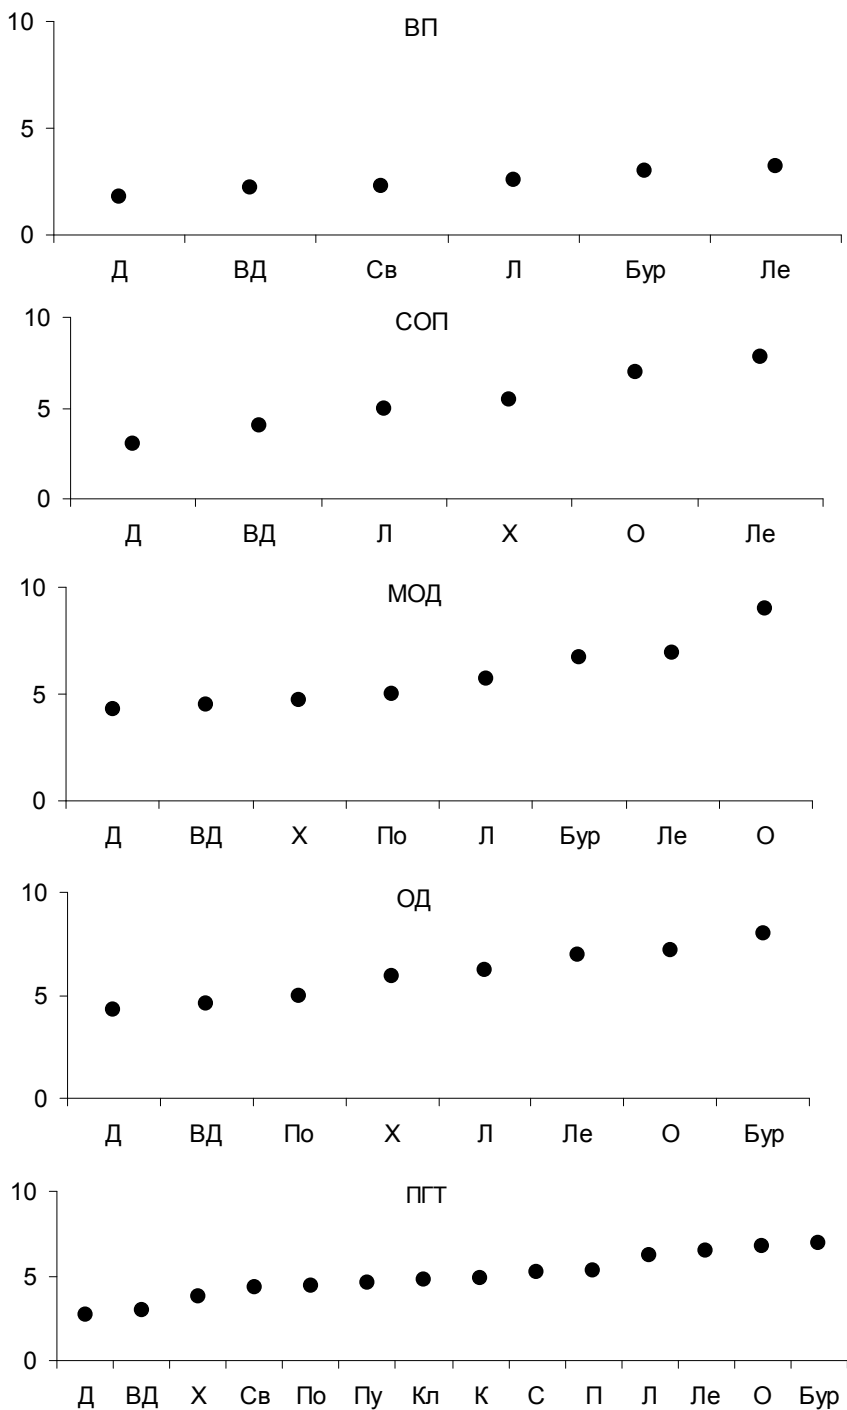 ВП
10
5
0
Д ВД Св Л Бур Ле
СОП
10
5
0
Д ВД Л Х О Ле
МОД
10
5
0
Д ВД Х По Л Бур Ле О
ОД
10
5
0
Д ВД По Х Л Ле О Бур
ПГТ
10
5
0
Д ВД Х Св По Пу Кл К С П Л Ле О Бур